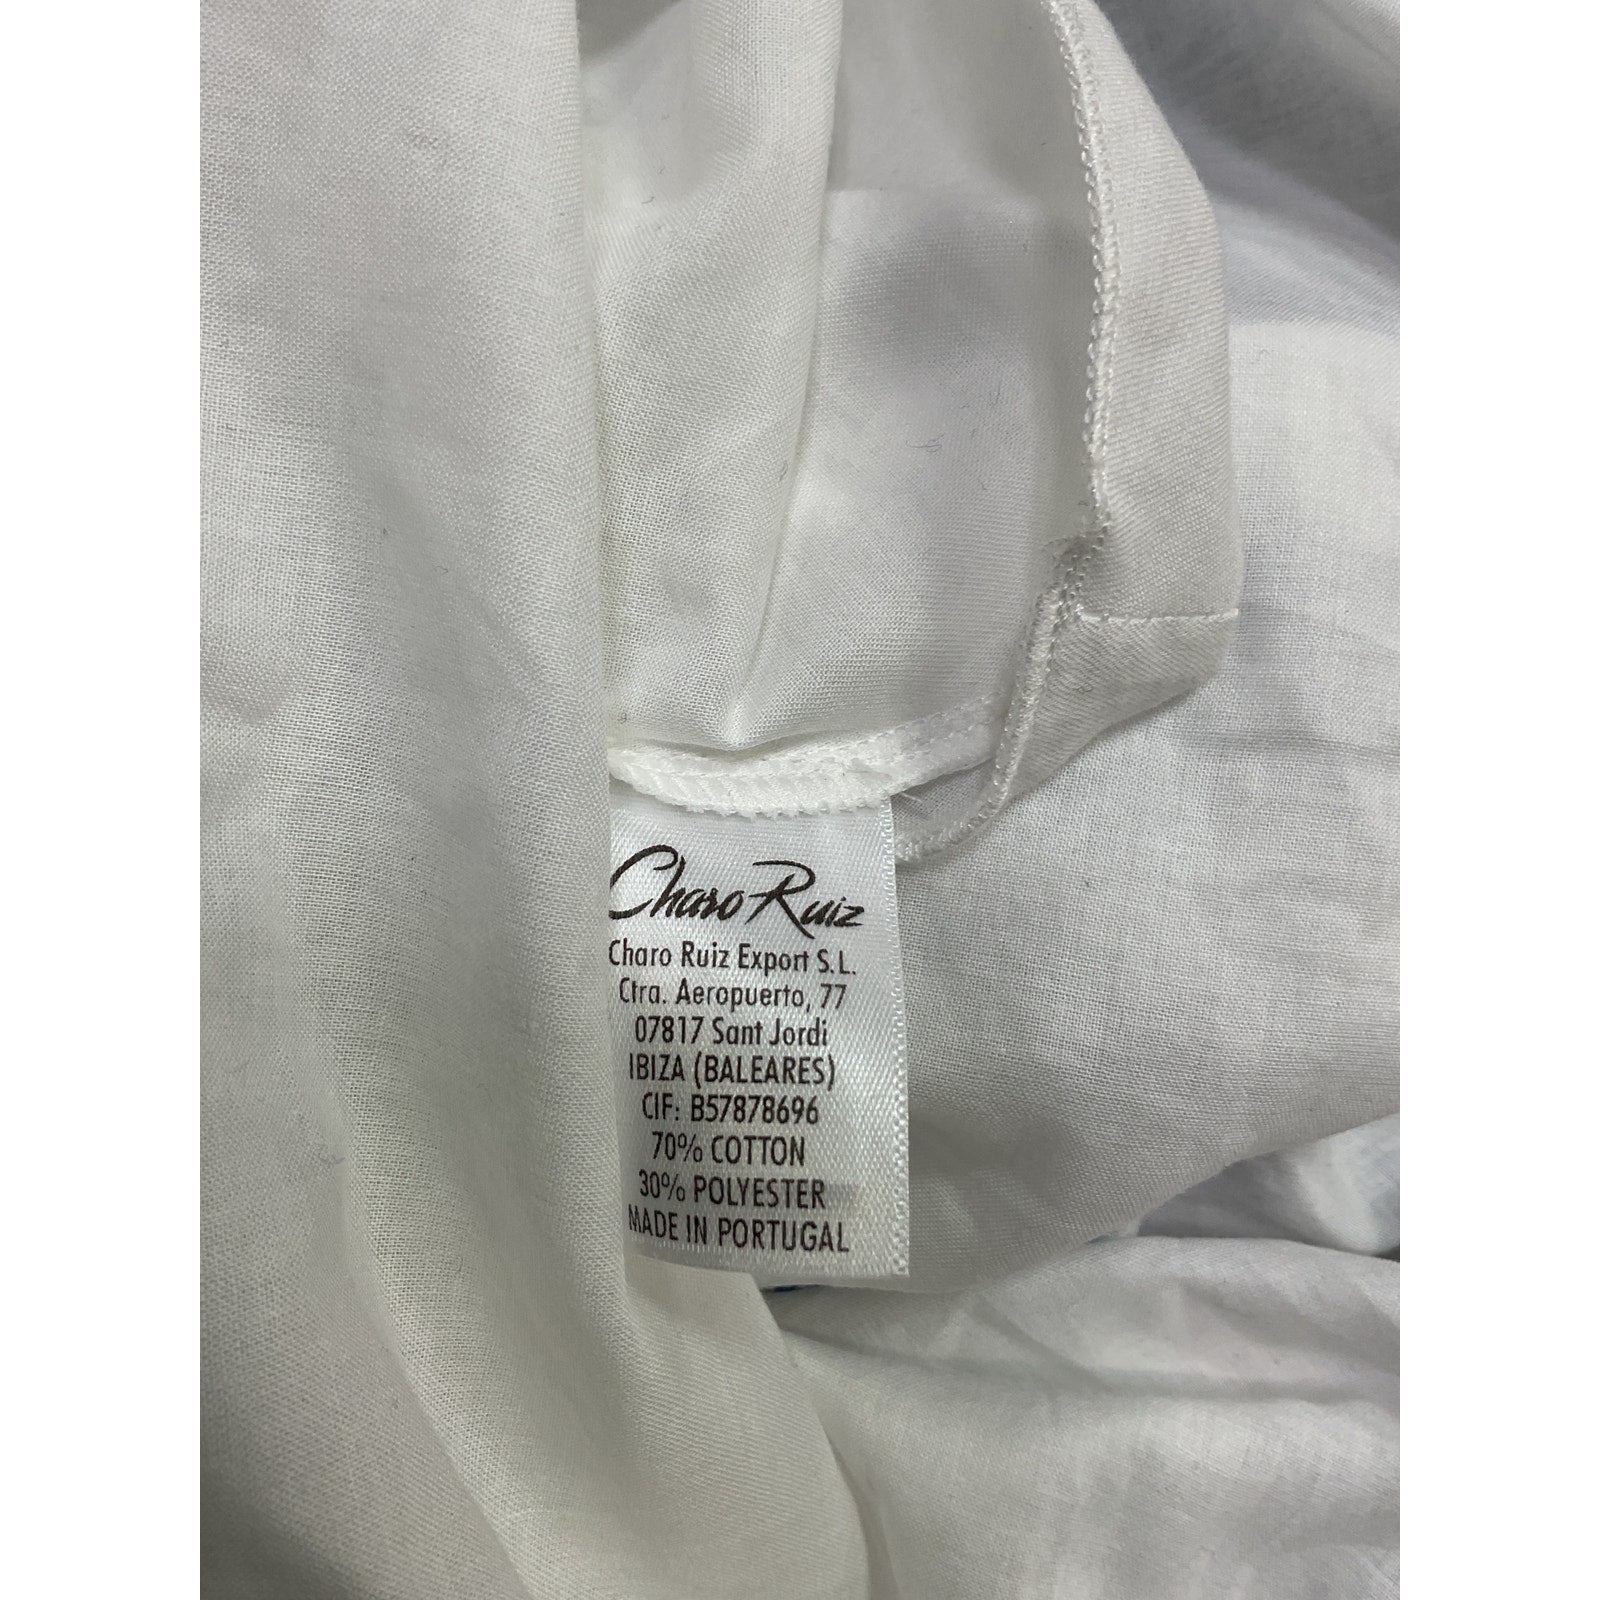 Charo Ruiz
Charo Ruiz Export S.L.
Ctra. Aeropuerto, 77
07817 Sant Jordi
IBIZA (BALEARES)
CIF: B57878696
70% COTTON
30% POLYESTER
MADE IN PORTUGAL